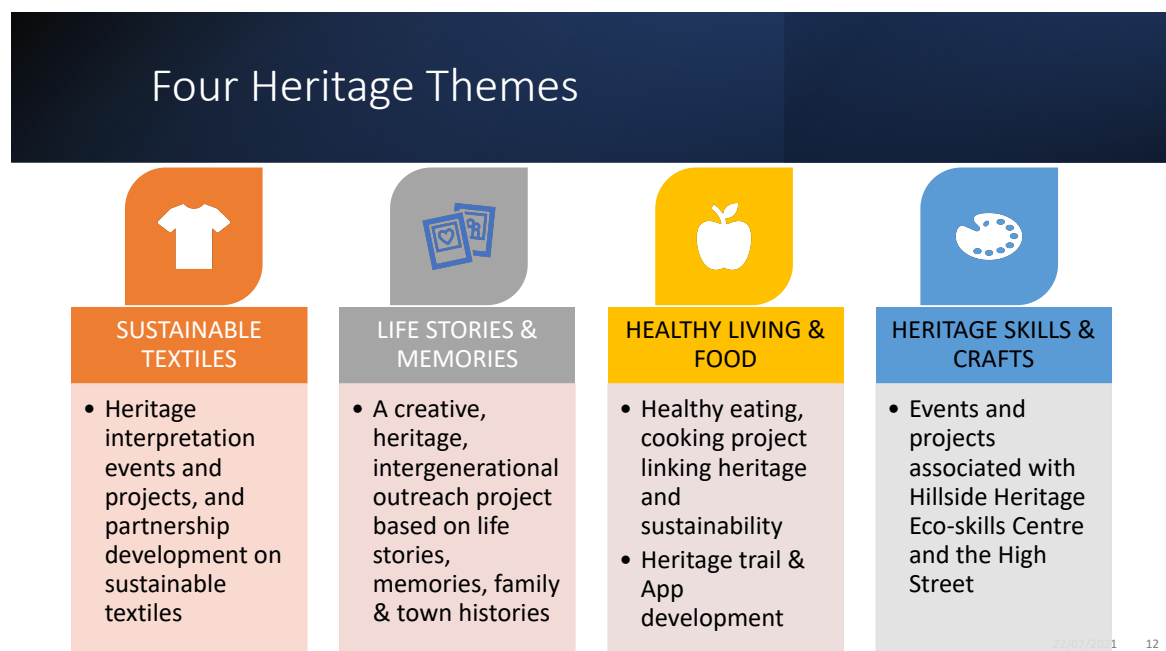 Four Heritage Themes
SUSTAINABLE
TEXTILES
• Heritage
interpretation
events and
projects, and
partnership
development on
sustainable
textiles
LIFE STORIES &
MEMORIES
• A creative,
heritage,
intergenerational
outreach project
based on life
stories,
memories, family
& town histories
HEALTHY LIVING &
FOOD
• Healthy eating,
cooking project
linking heritage
and
sustainability
• Heritage trail &
App
development
HERITAGE SKILLS &
CRAFTS
• Events and
projects
associated with
Hillside Heritage
Eco-skills Centre
and the High
Street
22/07/2021 12